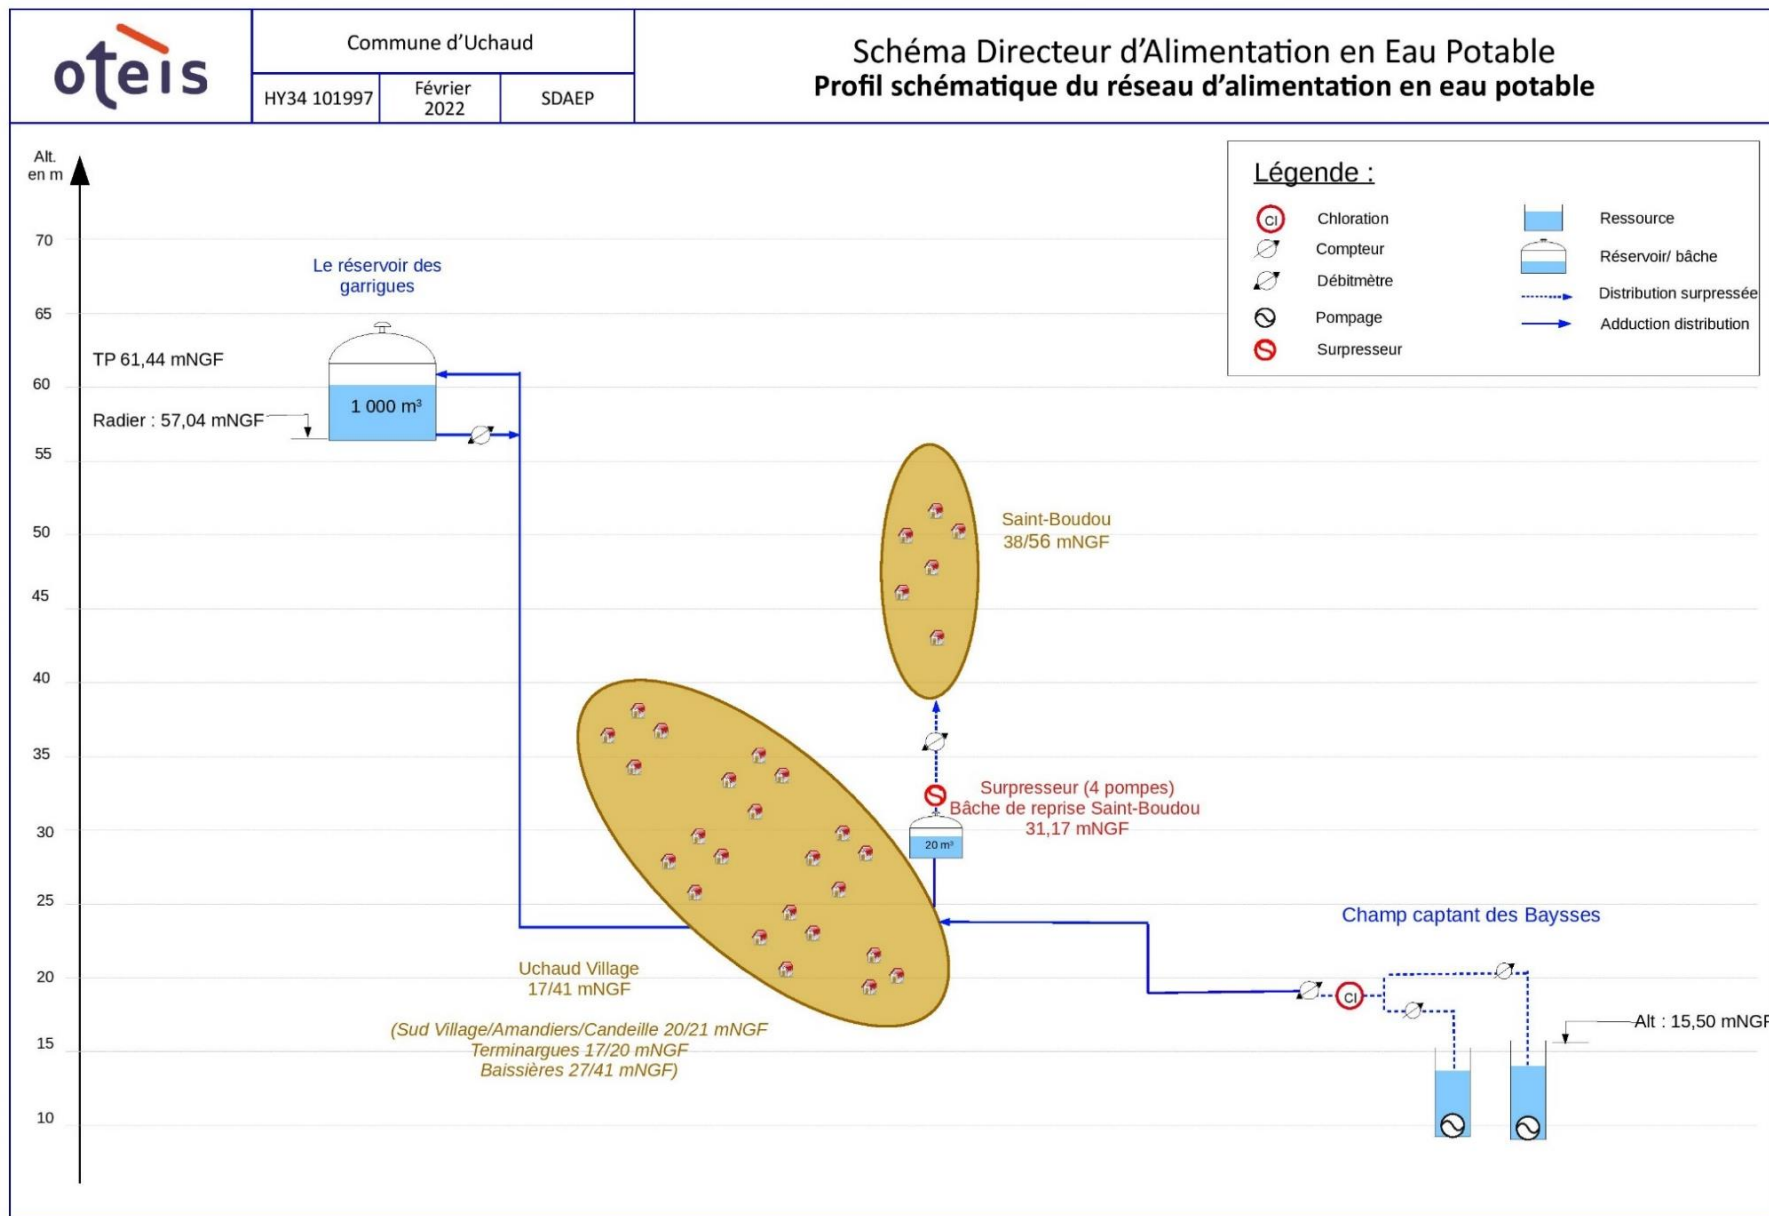 oteis
Commune d’Uchaud
HY34 101997
Février
2022
SDAEP
Schéma Directeur d’Alimentation en Eau Potable
Profil schématique du réseau d’alimentation en eau potable
Alt.
en m
70
65
60
55
50
45
40
35
30
25
20
15
10
Légende :
Cl
Chloration
Compteur
Débitmètre
Pompage
Surpresseur
Ressource
Réservoir/ bâche
Distribution surpressée
Adduction distribution
Le réservoir des
garrigues
TP 61,44 mNGF
Radier : 57,04 mNGF
1 000 m³
Saint-Boudou
38/56 mNGF
Surpresseur (4 pompes)
Bâche de reprise Saint-Boudou
31,17 mNGF
20 m³
Uchaud Village
17/41 mNGF
(Sud Village/Amandiers/Candeille 20/21 mNGF
Terminargues 17/20 mNGF
Baissières 27/41 mNGF)
Champ captant des Baysses
Cl
Alt : 15,50 mNGF